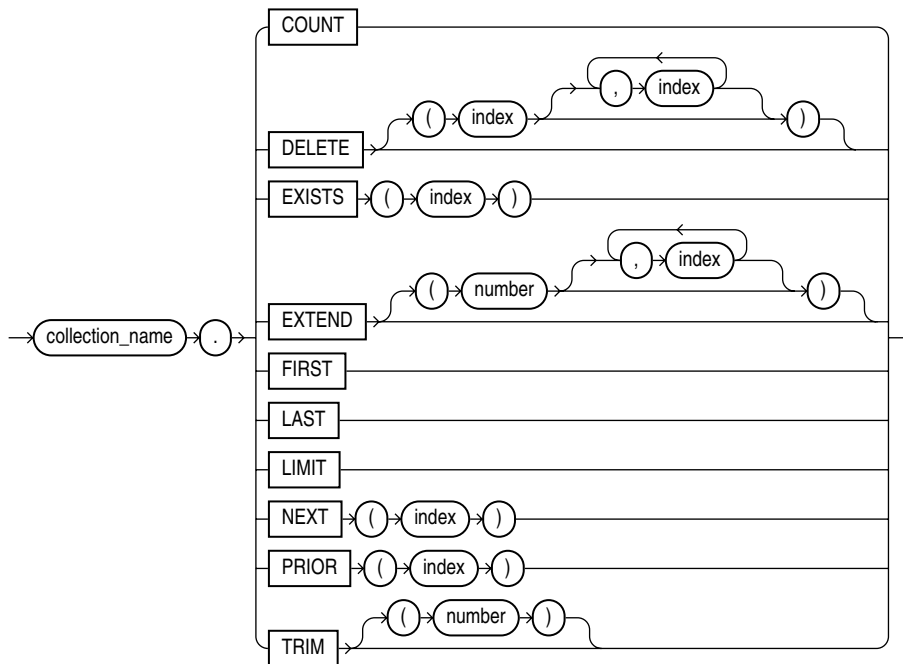 COUNT
, index
( index )
DELETE
EXISTS ( index )
, index
( number )
EXTEND
collection_name .
FIRST
LAST
LIMIT
NEXT ( index )
PRIOR ( index )
( number )
TRIM